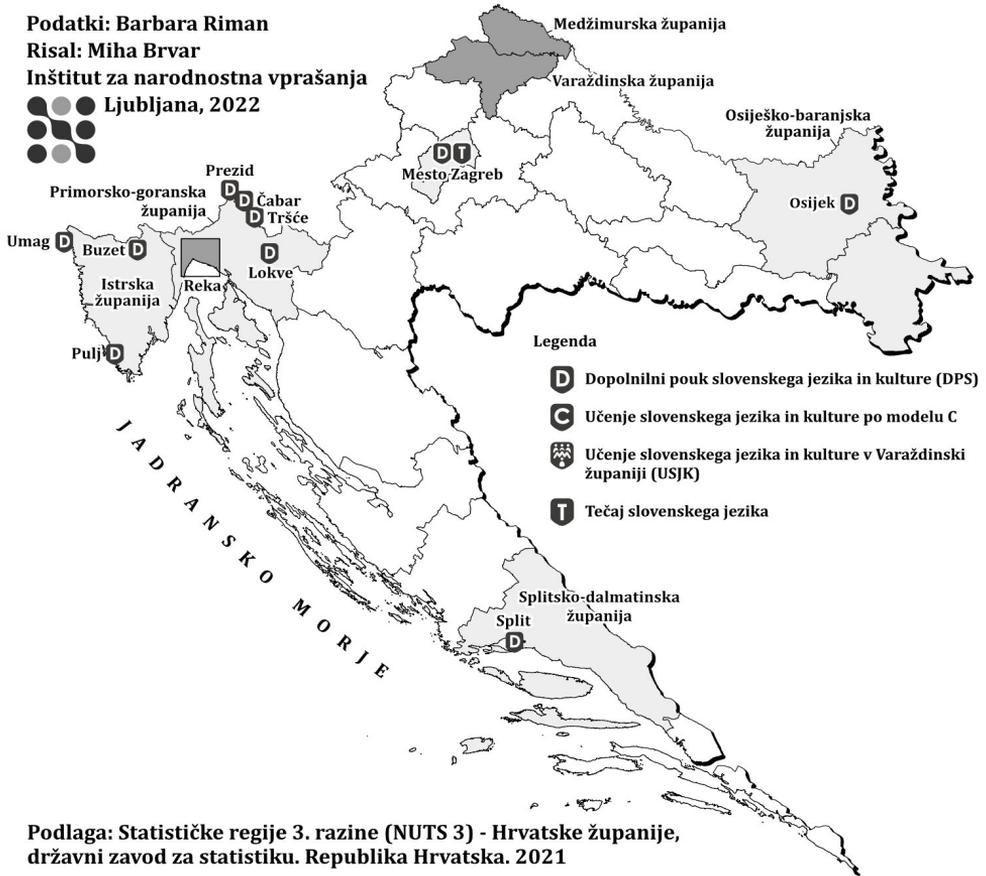 Podatki: Barbara Riman
Risal: Miha Brvar
Inštitut za narodnostna vprašanja
Ljubljana, 2022
Medžimurska županija
Varaždinska županija
Osiješko-baranjska
županija
D T
Mesto Zagreb
Prezid
D
Primorsko-goranska
županija
D
Čabar
D
Tršće
Osijek D
Umag D
Buzet D
D
Lokve
Istrska
županija
Reka
Pulj D
Legenda
D Dopolnilni pouk slovenskega jezika in kulture (DPS)
C Učenje slovenskega jezika in kulture po modelu C
Učenje slovenskega jezika in kulture v Varaždinski
županiji (USJK)
T Tečaj slovenskega jezika
JADRANSKO MORJE
Splitsko-dalmatinska
županija
Split
D
Podlaga: Statističke regije 3. razine (NUTS 3) - Hrvatske županije,
državni zavod za statistiku. Republika Hrvatska. 2021